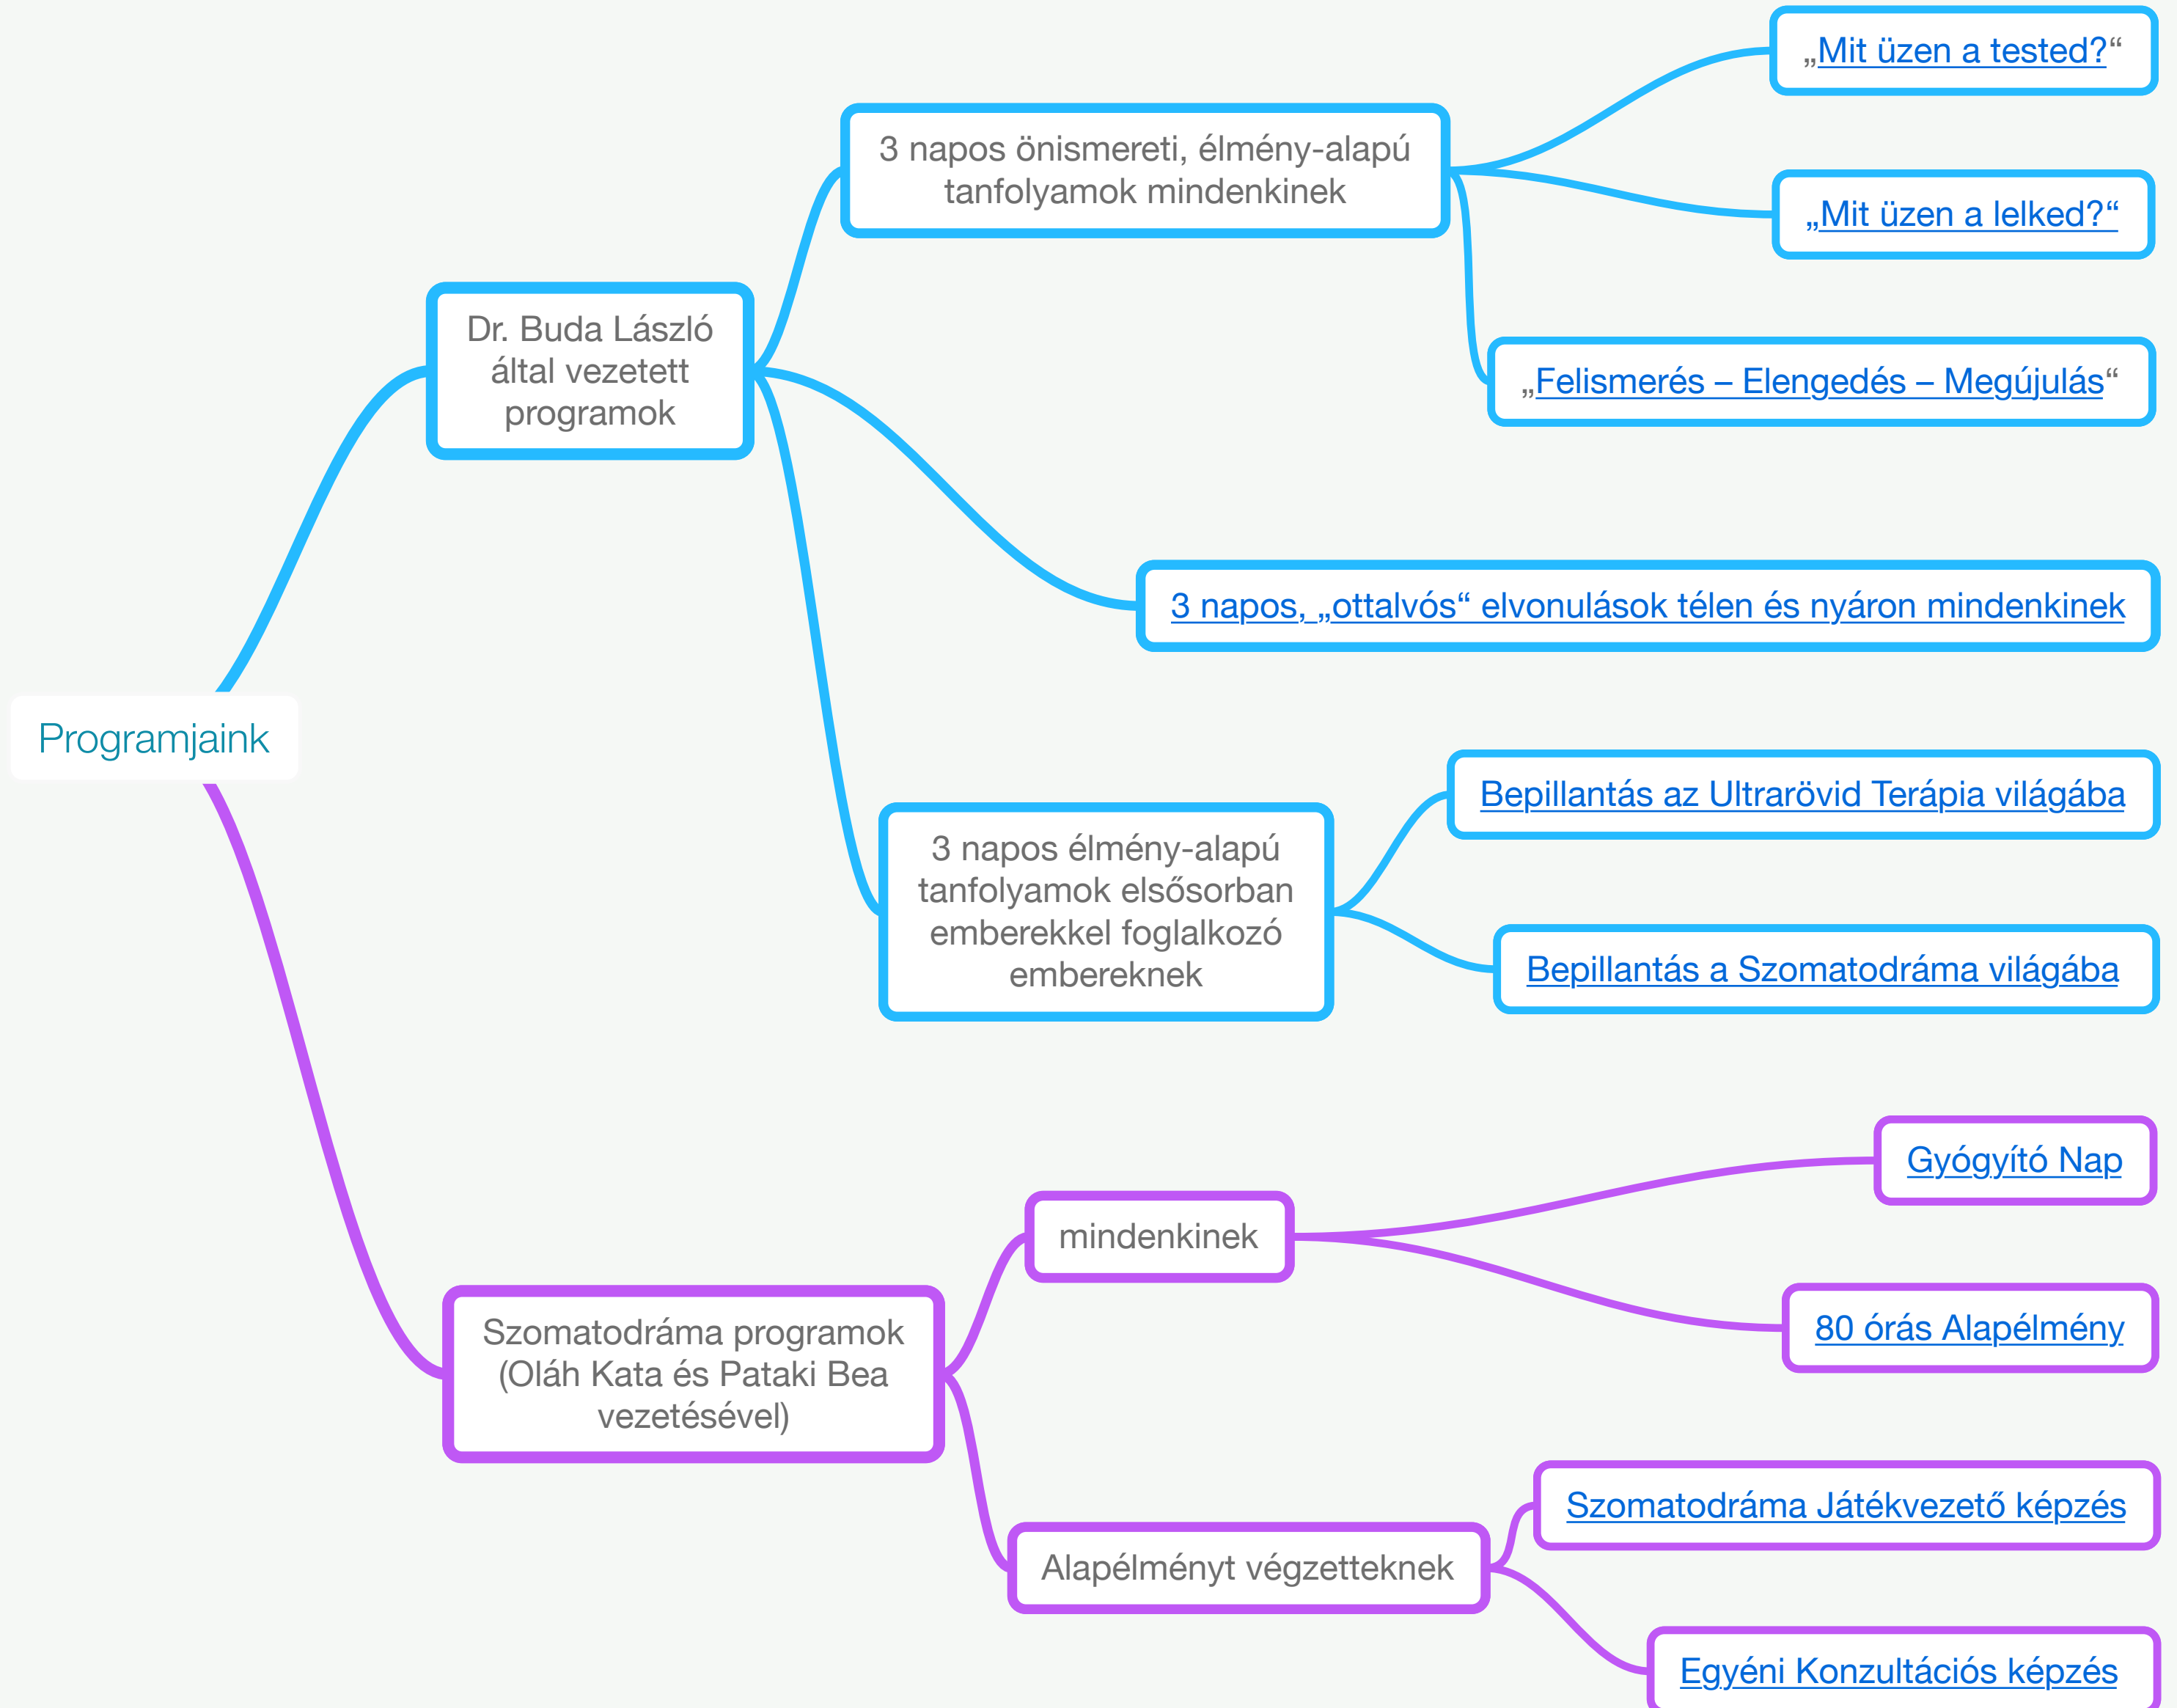 Programjaink
Dr. Buda László
által vezetett
programok
3 napos önismereti, élmény-alapú
tanfolyamok mindenkinek
„Mit üzen a tested?“
„Mit üzen a lelked?“
„Felismerés – Elengedés – Megújulás“
3 napos, „ottalvós“ elvonulások télen és nyáron mindenkinek
3 napos élmény-alapú
tanfolyamok elsősorban
emberekkel foglalkozó
embereknek
Bepillantás az Ultrarövid Terápia világába
Bepillantás a Szomatodráma világába
Szomatodráma programok
(Oláh Kata és Pataki Bea
vezetésével)
mindenkinek
Gyógyító Nap
80 órás Alapélmény
Alapélményt végzetteknek
Szomatodráma Játékvezető képzés
Egyéni Konzultációs képzés